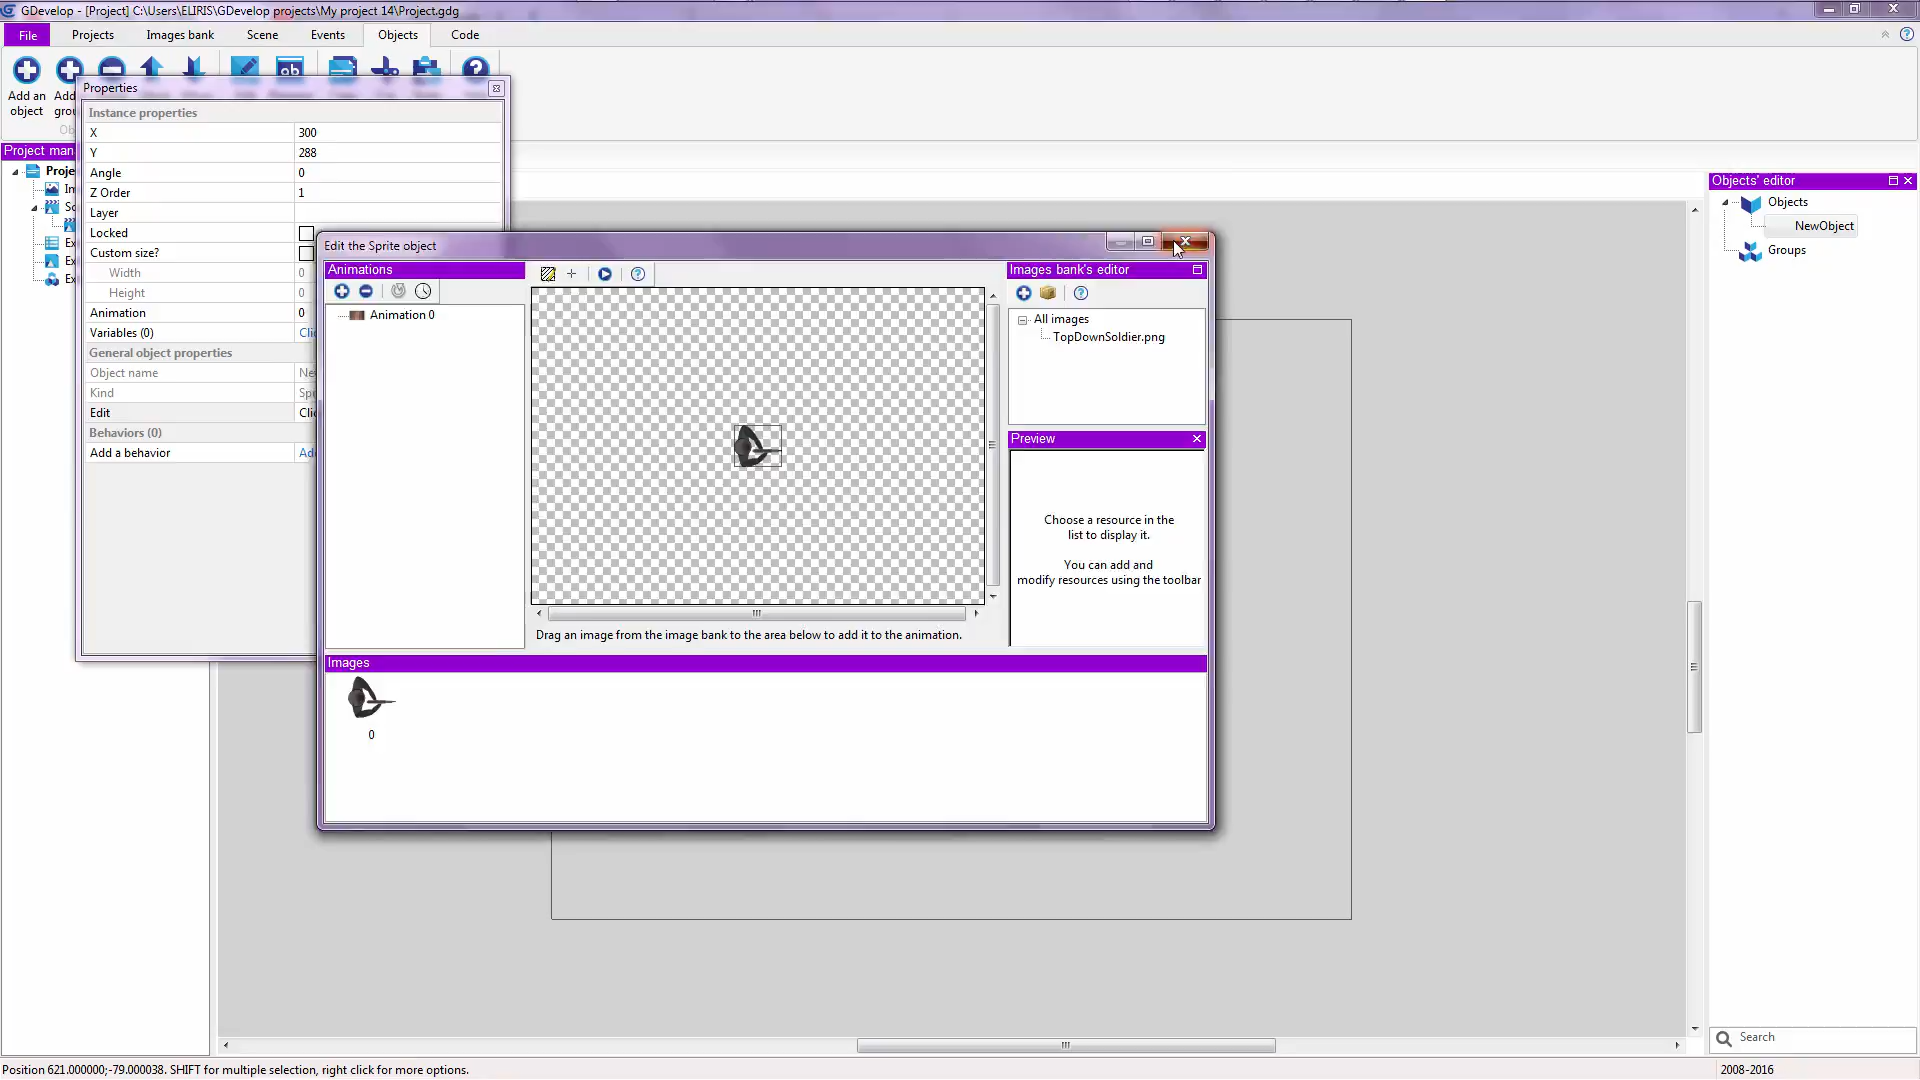 GDevelop - [Project] C:\Users\ELIRIS\GDevelop projects\My project 14\Project.gdg
File Projects Images bank Scene Events Objects Code
Add an object
Add
Properties
Instance properties
X 300
Y 288
Angle 0
Z Order 1
Layer
Locked
Custom size?
Width 0
Height 0
Animation 0
Variables (0)
General object properties
Object name
Kind
Edit
Behaviors (0)
Add a behavior
Project man
Edit the Sprite object
Animations
Animation 0
Drag an image from the image bank to the area below to add it to the animation.
Images bank's editor
All images
TopDownSoldier.png
Preview
Choose a resource in the
list to display it.
You can add and
modify resources using the toolbar
Images
0
Objects' editor
Objects
NewObject
Groups
Search
Position 621.000000;-79.000038. SHIFT for multiple selection, right click for more options.
2008-2016